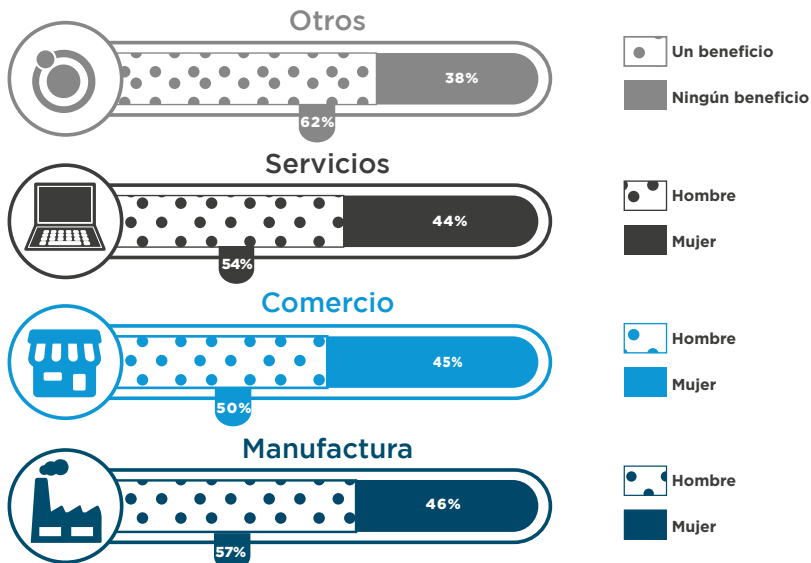 Otros
38%
62%
Un beneficio
Ningún beneficio
Servicios
44%
54%
Hombre
Mujer
Comercio
45%
50%
Hombre
Mujer
Manufactura
46%
57%
Hombre
Mujer